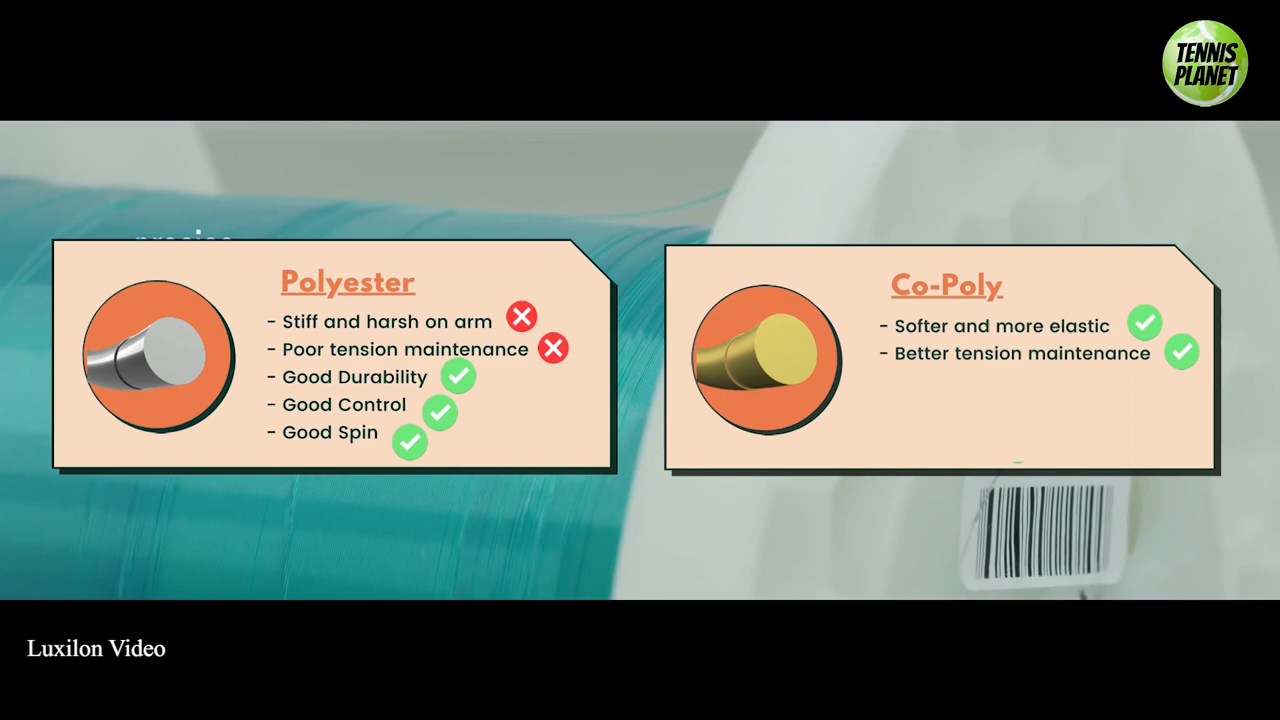 TENNIS
PLANET
Polyester
- Stiff and harsh on arm
- Poor tension maintenance
- Good Durability
- Good Control
- Good Spin
Co-Poly
- Softer and more elastic
- Better tension maintenance
Luxilon Video